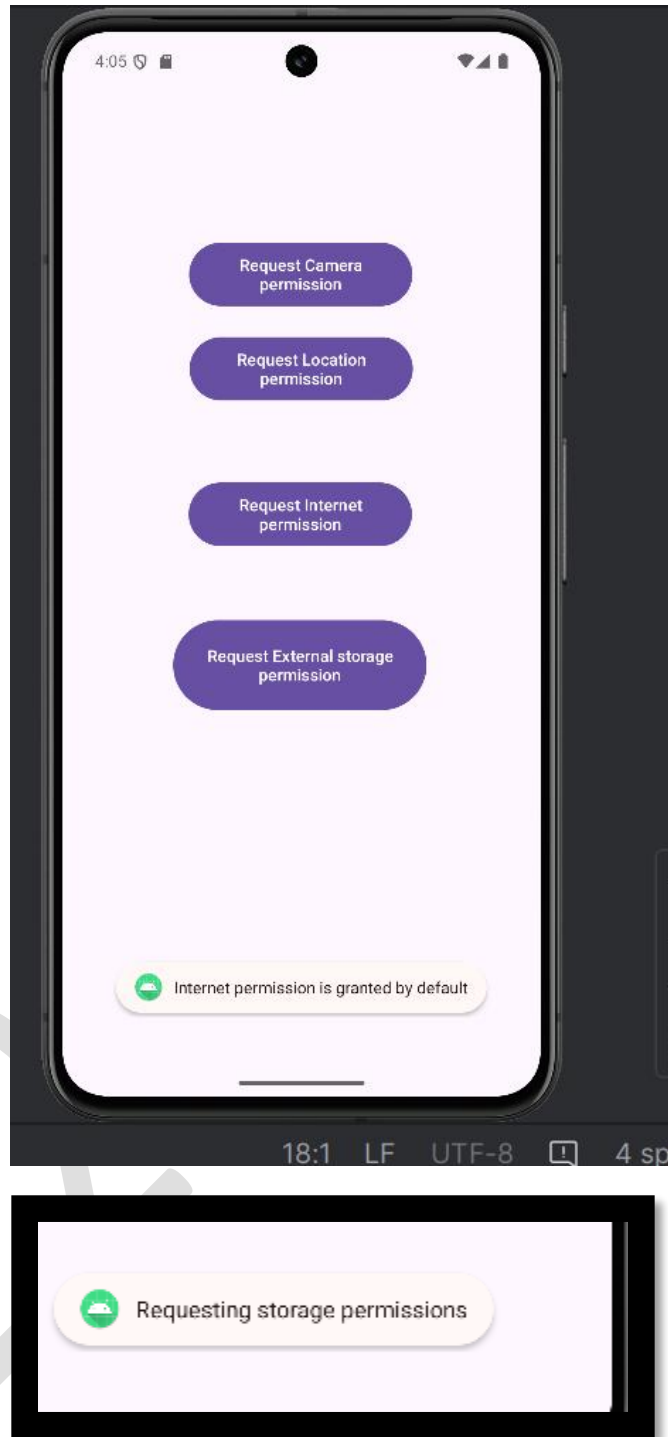 4:05
Request Camera
permission
Request Location
permission
Request Internet
permission
Request External storage
permission
Internet permission is granted by default
18:1 LF UTF-8 4 sp
Requesting storage permissions